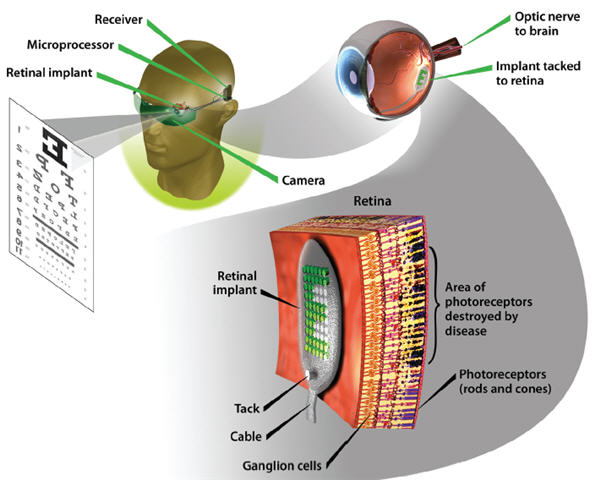 Receiver
Microprocessor
Retinal implant
Camera
Optic nerve
to brain
Implant tacked
to retina
Retina
Retinal
implant
Area of
photoreceptors
destroyed by
disease
Photoreceptors
(rods and cones)
Tack
Cable
Ganglion cells